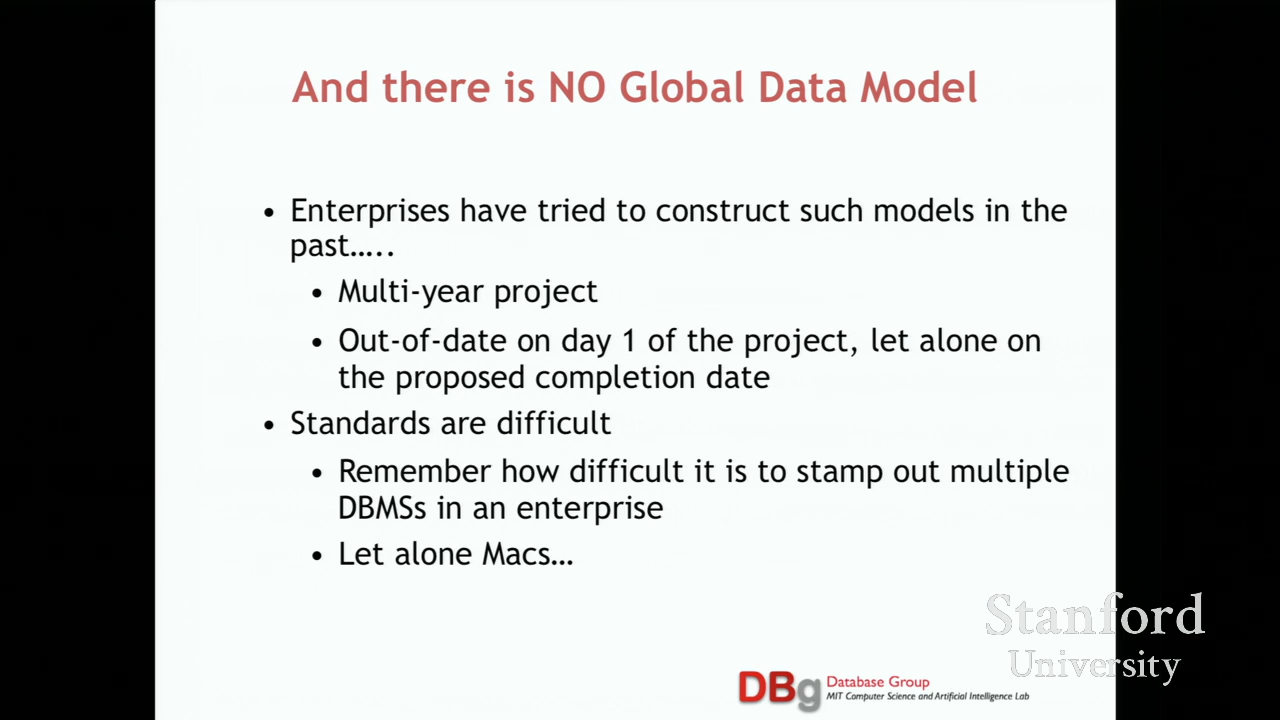 And there is NO Global Data Model
• Enterprises have tried to construct such models in the
past…..
• Multi-year project
• Out-of-date on day 1 of the project, let alone on
the proposed completion date
• Standards are difficult
• Remember how difficult it is to stamp out multiple
DBMSs in an enterprise
• Let alone Macs…
Stanford
University
DBg Database Group
MIT Computer Science and Artificial Intelligence Lab